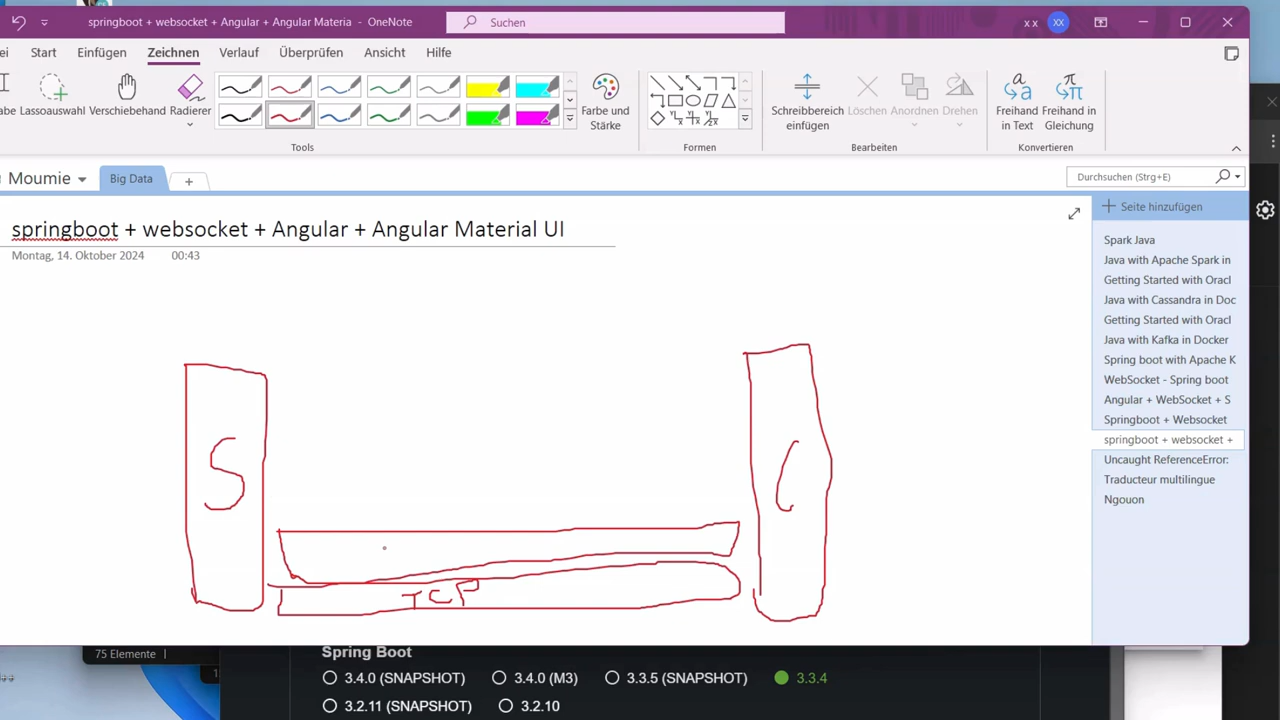 springboot + websocket + Angular + Angular Materia - OneNote
Suchen
x x
XX
ei
Start
Einfügen
Zeichnen
Verlauf
Überprüfen
Ansicht
Hilfe
abe
Lassoauswahl
Verschiebehand
Radierer
Farbe und
Stärke
Schreibbereich
einfügen
Löschen
Anordnen
Drehen
Freihand
in Text
Freihand in
Gleichung
Tools
Formen
Bearbeiten
Konvertieren
Moumie
Big Data
+
Durchsuchen (Strg+E)
springboot + websocket + Angular + Angular Material UI
Montag, 14. Oktober 2024
00:43
Seite hinzufügen
Spark Java
Java with Apache Spark in
Getting Started with Oracl
Java with Cassandra in Doc
Getting Started with Oracl
Java with Kafka in Docker
Spring boot with Apache K
WebSocket - Spring boot
Angular + WebSocket + S
Springboot + Websocket
springboot + websocket +
Uncaught ReferenceError:
Traducteur multilingue
Ngouon
S
C
TCP
75 Elemente
Spring Boot
3.4.0 (SNAPSHOT)
3.4.0 (M3)
3.3.5 (SNAPSHOT)
3.3.4
3.2.11 (SNAPSHOT)
3.2.10